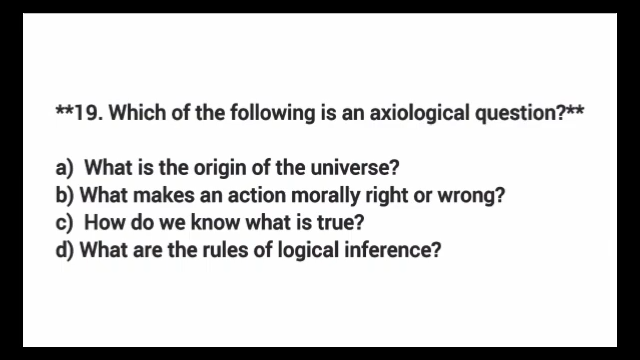 **19. Which of the following is an axiological question?**
a) What is the origin of the universe?
b) What makes an action morally right or wrong?
c) How do we know what is true?
d) What are the rules of logical inference?